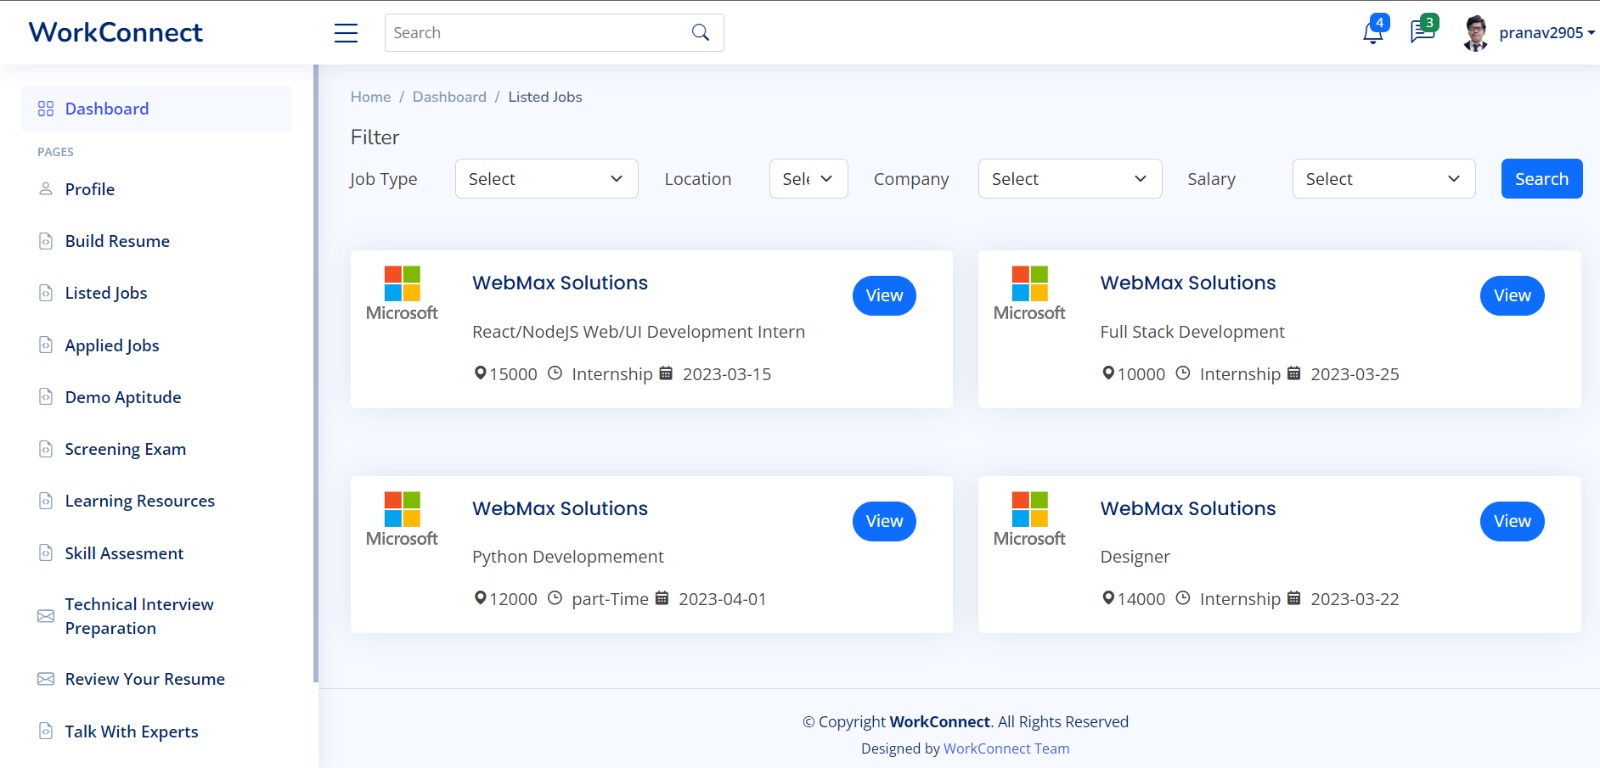 WorkConnect
Search
4
3
pranav2905
Dashboard
PAGES
Profile
Build Resume
Listed Jobs
Applied Jobs
Demo Aptitude
Screening Exam
Learning Resources
Skill Assesment
Technical Interview
Preparation
Review Your Resume
Talk With Experts
Home / Dashboard / Listed Jobs
Filter
Job Type Select Location Sele Company Select Salary Select Search
Microsoft
WebMax Solutions
View
React/NodeJS Web/UI Development Intern
15000 Internship 2023-03-15
Microsoft
WebMax Solutions
View
Full Stack Development
10000 Internship 2023-03-25
Microsoft
WebMax Solutions
View
Python Developmement
12000 part-Time 2023-04-01
Microsoft
WebMax Solutions
View
Designer
14000 Internship 2023-03-22
© Copyright WorkConnect. All Rights Reserved
Designed by WorkConnect Team